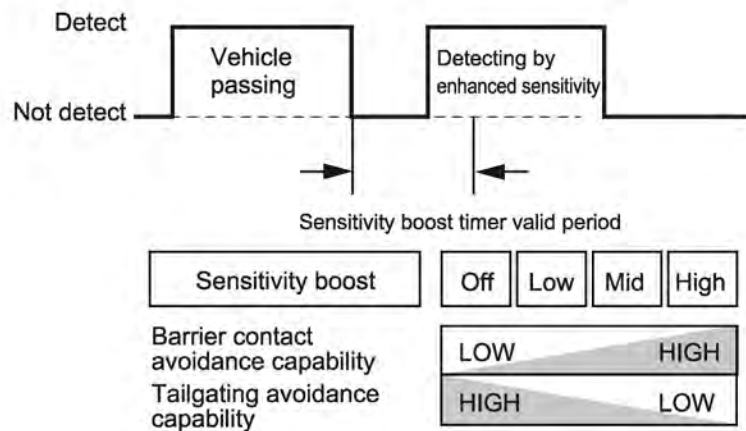 Detect
Vehicle
passing
Detecting by
enhanced sensitivity
Not detect
Sensitivity boost timer valid period
Sensitivity boost
Off
Low
Mid
High
Barrier contact
avoidance capability
LOW
HIGH
Tailgating avoidance
capability
HIGH
LOW